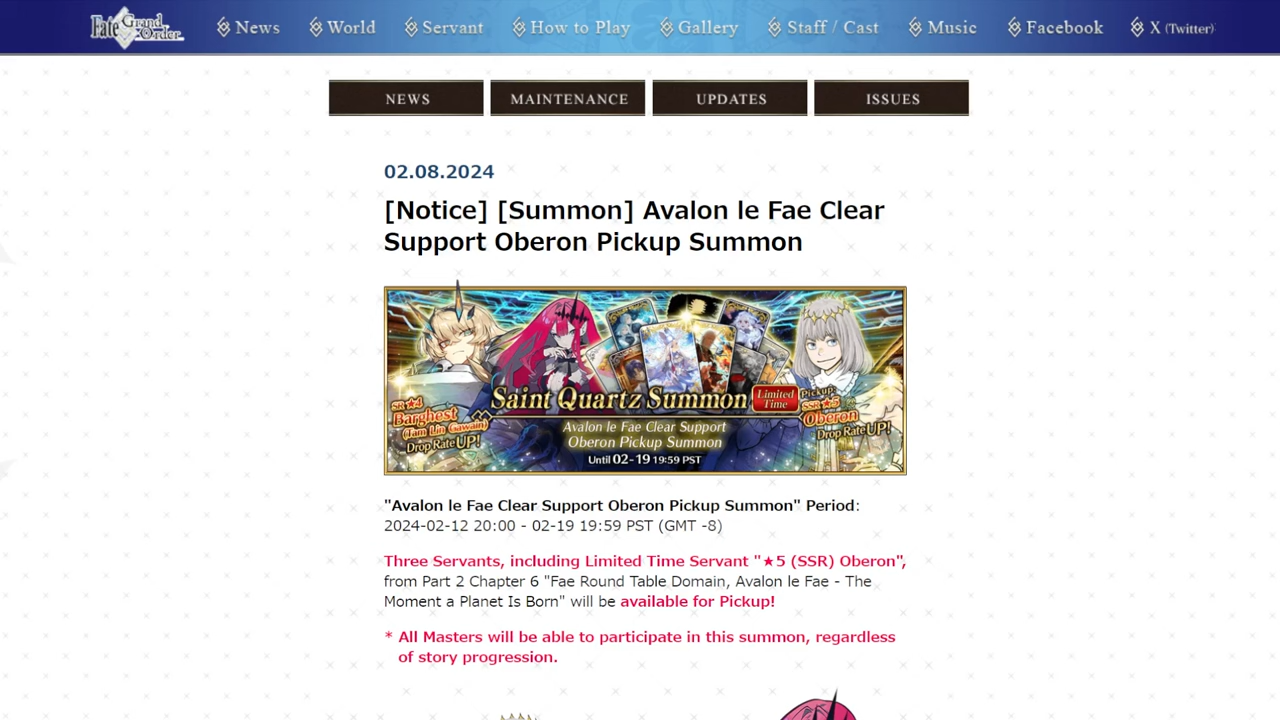 Fate Grand Order
News World Servant How to Play Gallery Staff / Cast Music Facebook X (Twitter)
NEWS MAINTENANCE UPDATES ISSUES
02.08.2024
[Notice] [Summon] Avalon le Fae Clear
Support Oberon Pickup Summon
Saint Quartz Summon Limited Time
SR ★4
Barghest
(Tam Lin Gawain)
Drop Rate UP!
Pickup:
SSR ★5
Oberon
Drop Rate UP!
Avalon le Fae Clear Support
Oberon Pickup Summon
Until 02-19 19:59 PST
"Avalon le Fae Clear Support Oberon Pickup Summon" Period:
2024-02-12 20:00 - 02-19 19:59 PST (GMT -8)
Three Servants, including Limited Time Servant "★5 (SSR) Oberon",
from Part 2 Chapter 6 "Fae Round Table Domain, Avalon le Fae - The
Moment a Planet Is Born" will be available for Pickup!
* All Masters will be able to participate in this summon, regardless
of story progression.